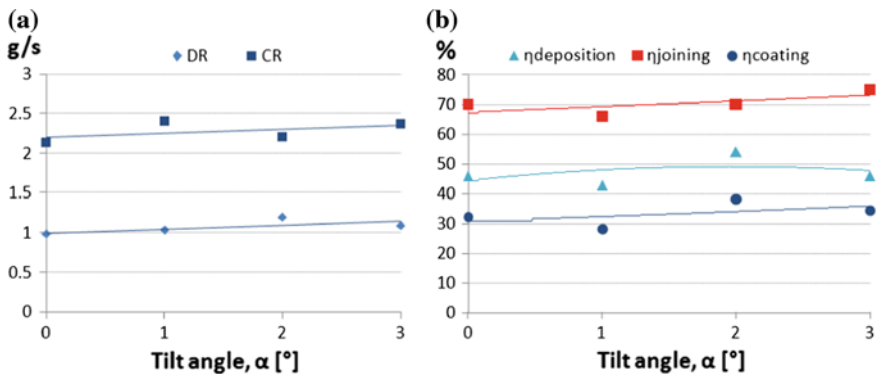 (a)
g/s
DR CR
3
2.5
2
1.5
1
0.5
0
0 1 2 3
Tilt angle, α [°]
(b)
%
ηdeposition ηjoining ηcoating
80
70
60
50
40
30
20
10
0
0 1 2 3
Tilt angle, α [°]